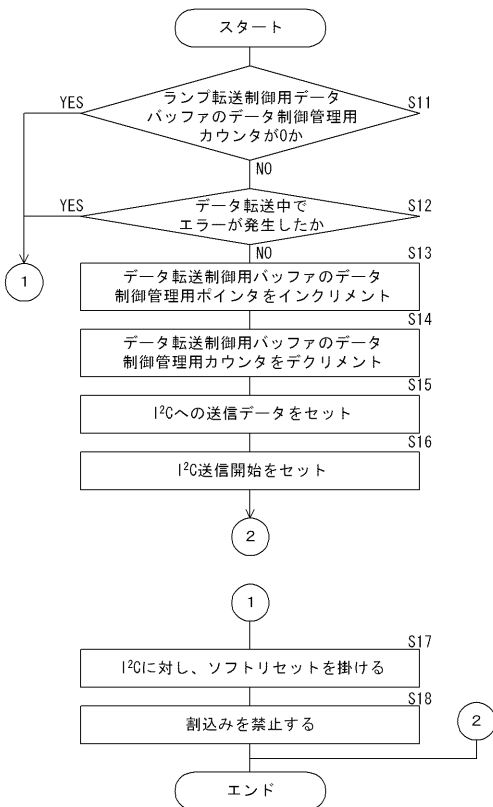 スタート
ランプ転送制御用データ
バッファのデータ制御管理用
カウンタが0か
YES
S11
NO
データ転送中で
エラーが発生したか
YES
S12
NO
1
S13
データ転送制御用バッファのデータ
制御管理用ポインタをインクリメント
S14
データ転送制御用バッファのデータ
制御管理用カウンタをデクリメント
S15
I²Cへの送信データをセット
S16
I²C送信開始をセット
2
1
S17
I²Cに対し、ソフトリセットを掛ける
S18
割込みを禁止する
2
エンド